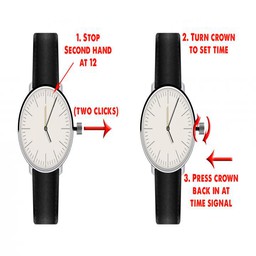 1. Stop
Second hand
at 12
(two clicks)
2. Turn crown
to set time
3. Press crown
back in at
time signal